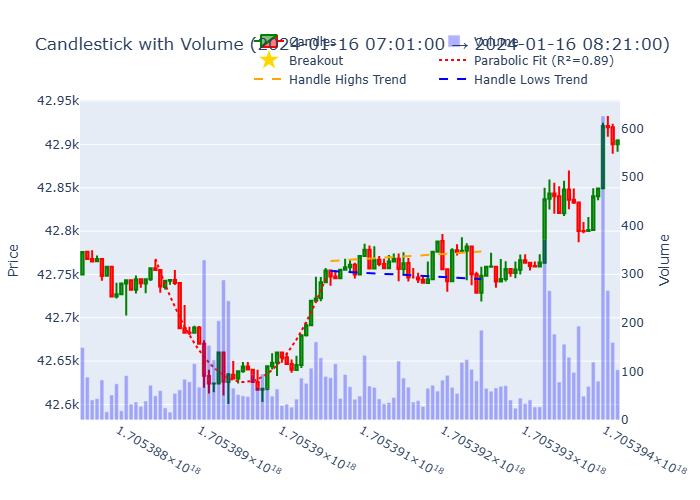 Candlestick with Volume (2024-01-16 07:01:00 → 2024-01-16 08:21:00)
Candles
Volume
Breakout
Parabolic Fit (R²=0.89)
Handle Highs Trend
Handle Lows Trend
42.95k
42.9k
42.85k
42.8k
42.75k
42.7k
42.65k
42.6k
Price
600
500
400
300
200
100
0
Volume
1.705388×10¹⁸
1.705389×10¹⁸
1.70539×10¹⁸
1.705391×10¹⁸
1.705392×10¹⁸
1.705393×10¹⁸
1.705394×10¹⁸